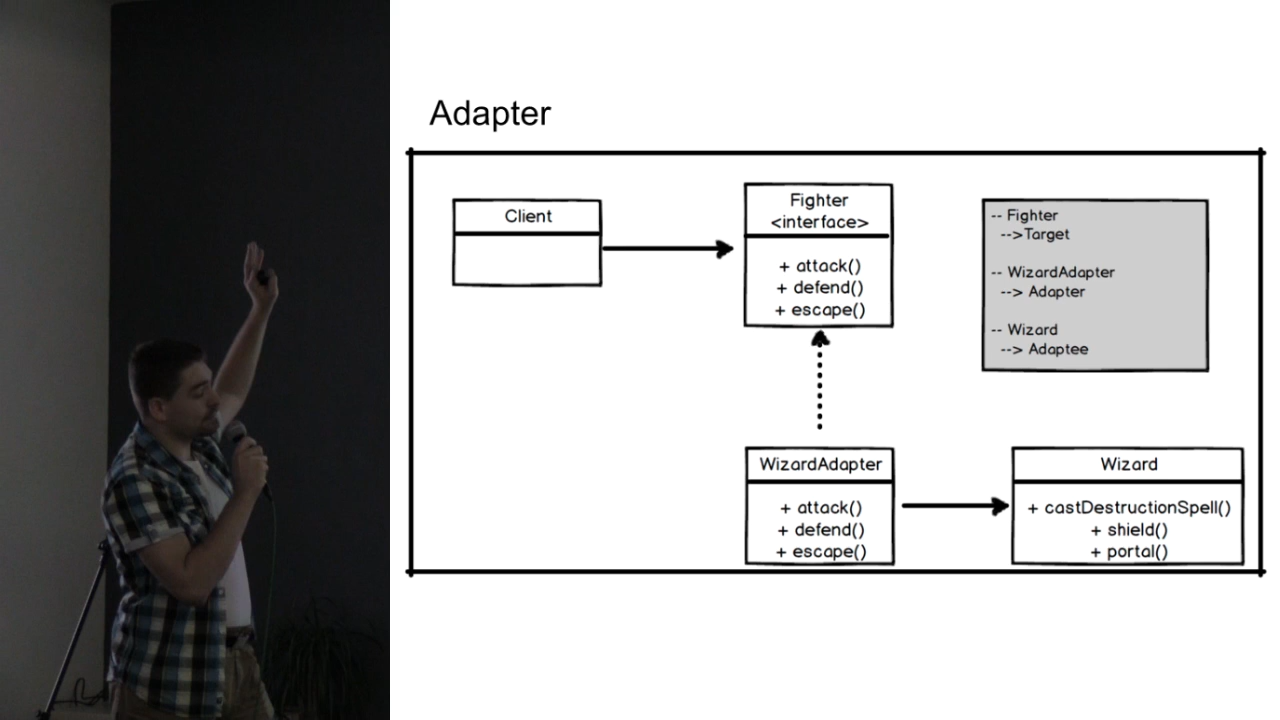 Adapter
Client
Fighter
<interface>
+ attack()
+ defend()
+ escape()
-- Fighter
-->Target
-- WizardAdapter
--> Adapter
-- Wizard
--> Adaptee
WizardAdapter
+ attack()
+ defend()
+ escape()
Wizard
+ castDestructionSpell()
+ shield()
+ portal()